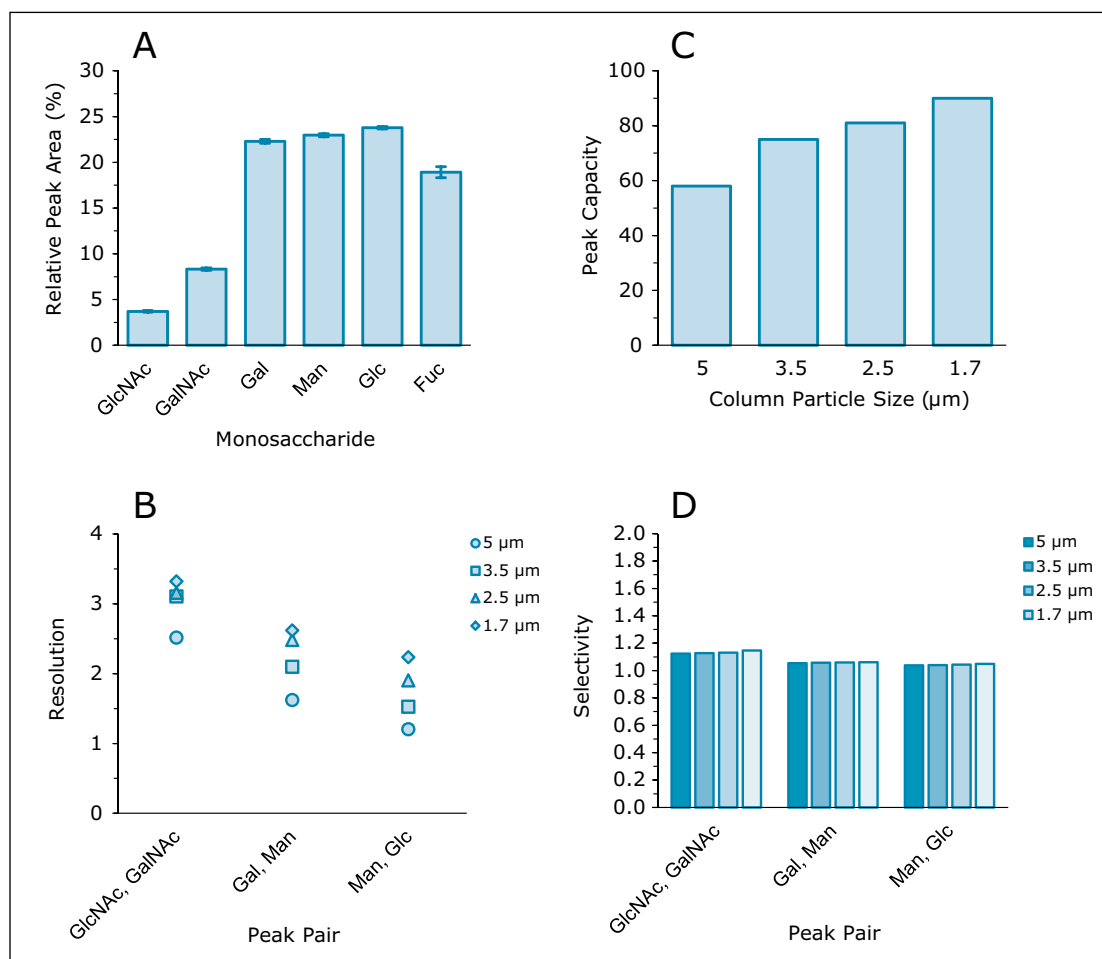 A
Relative Peak Area (%)
30
25
20
15
10
5
0
GlcNAc
GalNAc
Gal
Man
Glc
Fuc
Monosaccharide
C
Peak Capacity
100
80
60
40
20
0
5 3.5 2.5 1.7
Column Particle Size (µm)
B
Resolution
4
3
2
1
0
5 µm
3.5 µm
2.5 µm
1.7 µm
GlcNAc, GalNAc
Gal, Man
Man, Glc
Peak Pair
D
Selectivity
2.0
1.8
1.6
1.4
1.2
1.0
0.8
0.6
0.4
0.2
0.0
5 µm
3.5 µm
2.5 µm
1.7 µm
GlcNAc, GalNAc
Gal, Man
Man, Glc
Peak Pair